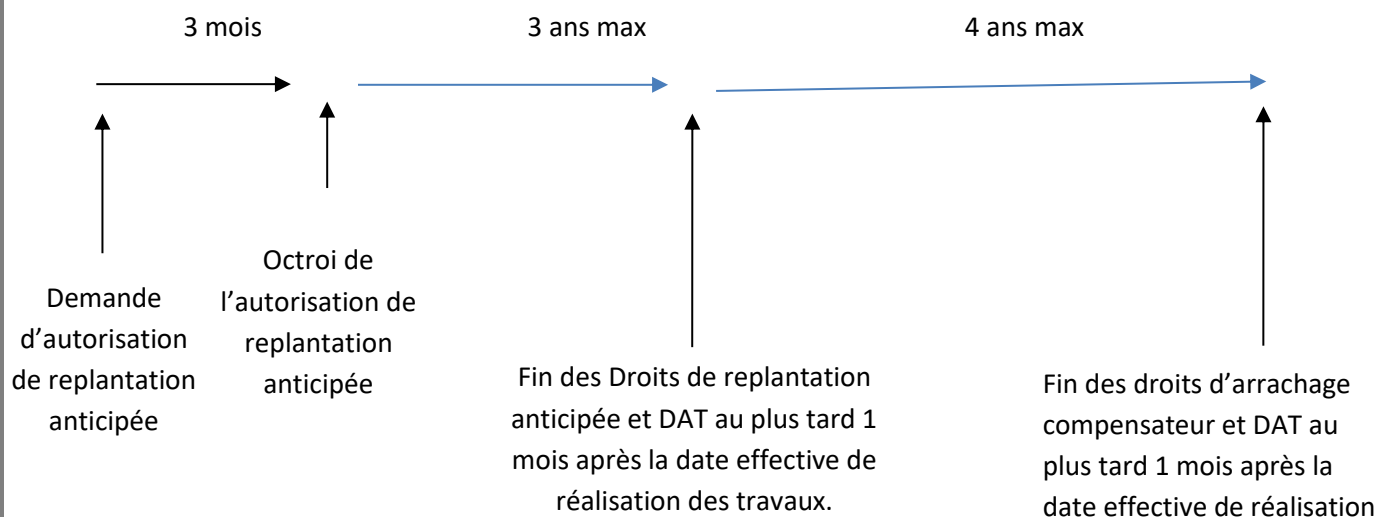 3 mois
3 ans max
4 ans max
Demande
d’autorisation
de replantation
anticipée
Octroi de
l’autorisation de
replantation
anticipée
Fin des Droits de replantation
anticipée et DAT au plus tard 1
mois après la date effective de
réalisation des travaux.
Fin des droits d’arrachage
compensateur et DAT au
plus tard 1 mois après la
date effective de réalisation